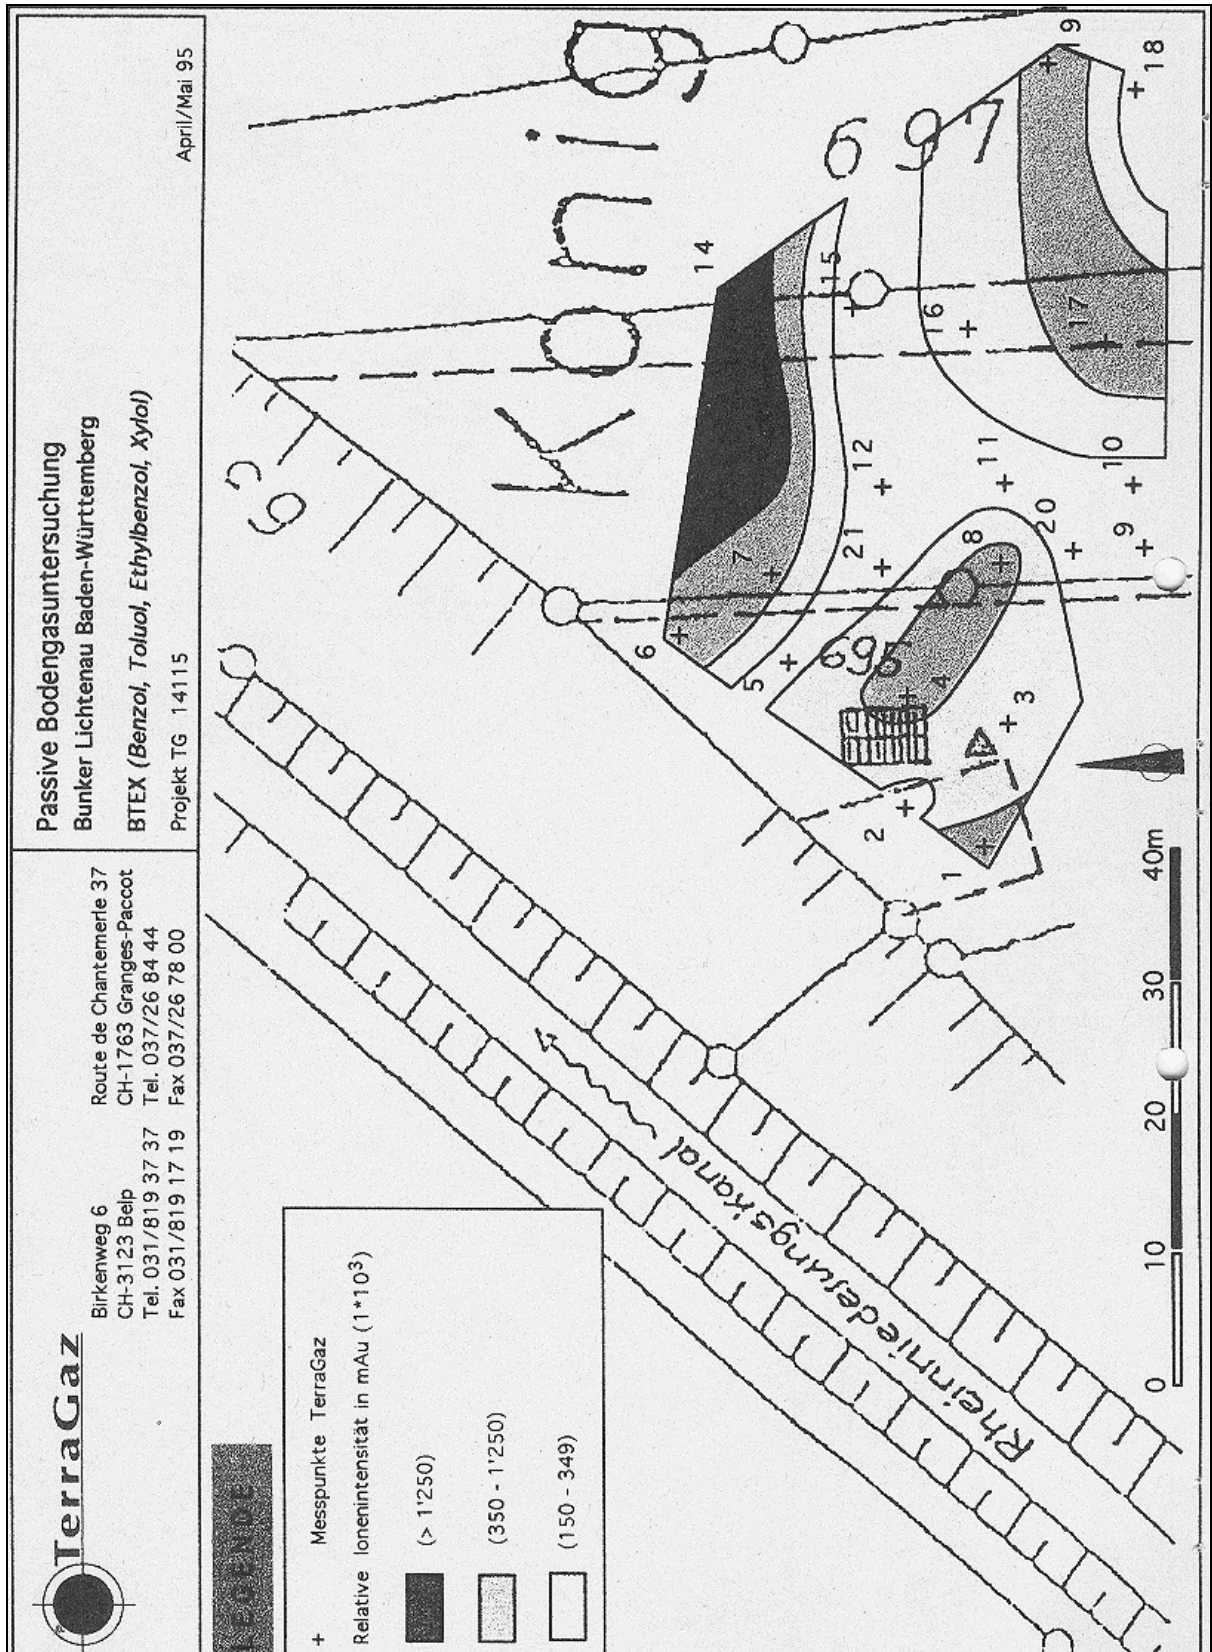 TerraGaz
Birkenweg 6
CH-3123 Belp
Tel. 031/819 37 37
Fax 031/819 17 19
Route de Chantemerle 37
CH-1763 Granges-Paccot
Tel. 037/26 84 44
Fax 037/26 78 00
Passive Bodengasuntersuchung
Bunker Lichtenau Baden-Württemberg
BTEX (Benzol, Toluol, Ethylbenzol, Xylol)
Projekt TG 14115
April/Mai 95
LEGENDE
+ Messpunkte TerraGaz
Relative Ionenintensität in mAu (1*10³)
(> 1'250)
(350 - 1'250)
(150 - 349)
Rheinniedesungskanal
König
697
695
14
15
19
18
16
17
7
6
5
21
12
11
10
20
8
9
4
3
2
1
0
10
20
30
40m